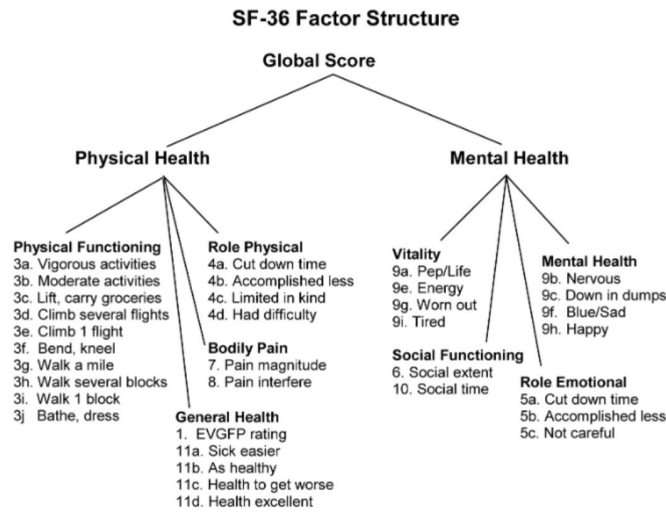 SF-36 Factor Structure
Global Score
Physical Health
Mental Health
Physical Functioning
3a. Vigorous activities
3b. Moderate activities
3c. Lift, carry groceries
3d. Climb several flights
3e. Climb 1 flight
3f. Bend, kneel
3g. Walk a mile
3h. Walk several blocks
3i. Walk 1 block
3j Bathe, dress
Role Physical
4a. Cut down time
4b. Accomplished less
4c. Limited in kind
4d. Had difficulty
Bodily Pain
7. Pain magnitude
8. Pain interfere
General Health
1. EVGFP rating
11a. Sick easier
11b. As healthy
11c. Health to get worse
11d. Health excellent
Vitality
9a. Pep/Life
9e. Energy
9g. Worn out
9i. Tired
Social Functioning
6. Social extent
10. Social time
Mental Health
9b. Nervous
9c. Down in dumps
9f. Blue/Sad
9h. Happy
Role Emotional
5a. Cut down time
5b. Accomplished less
5c. Not careful